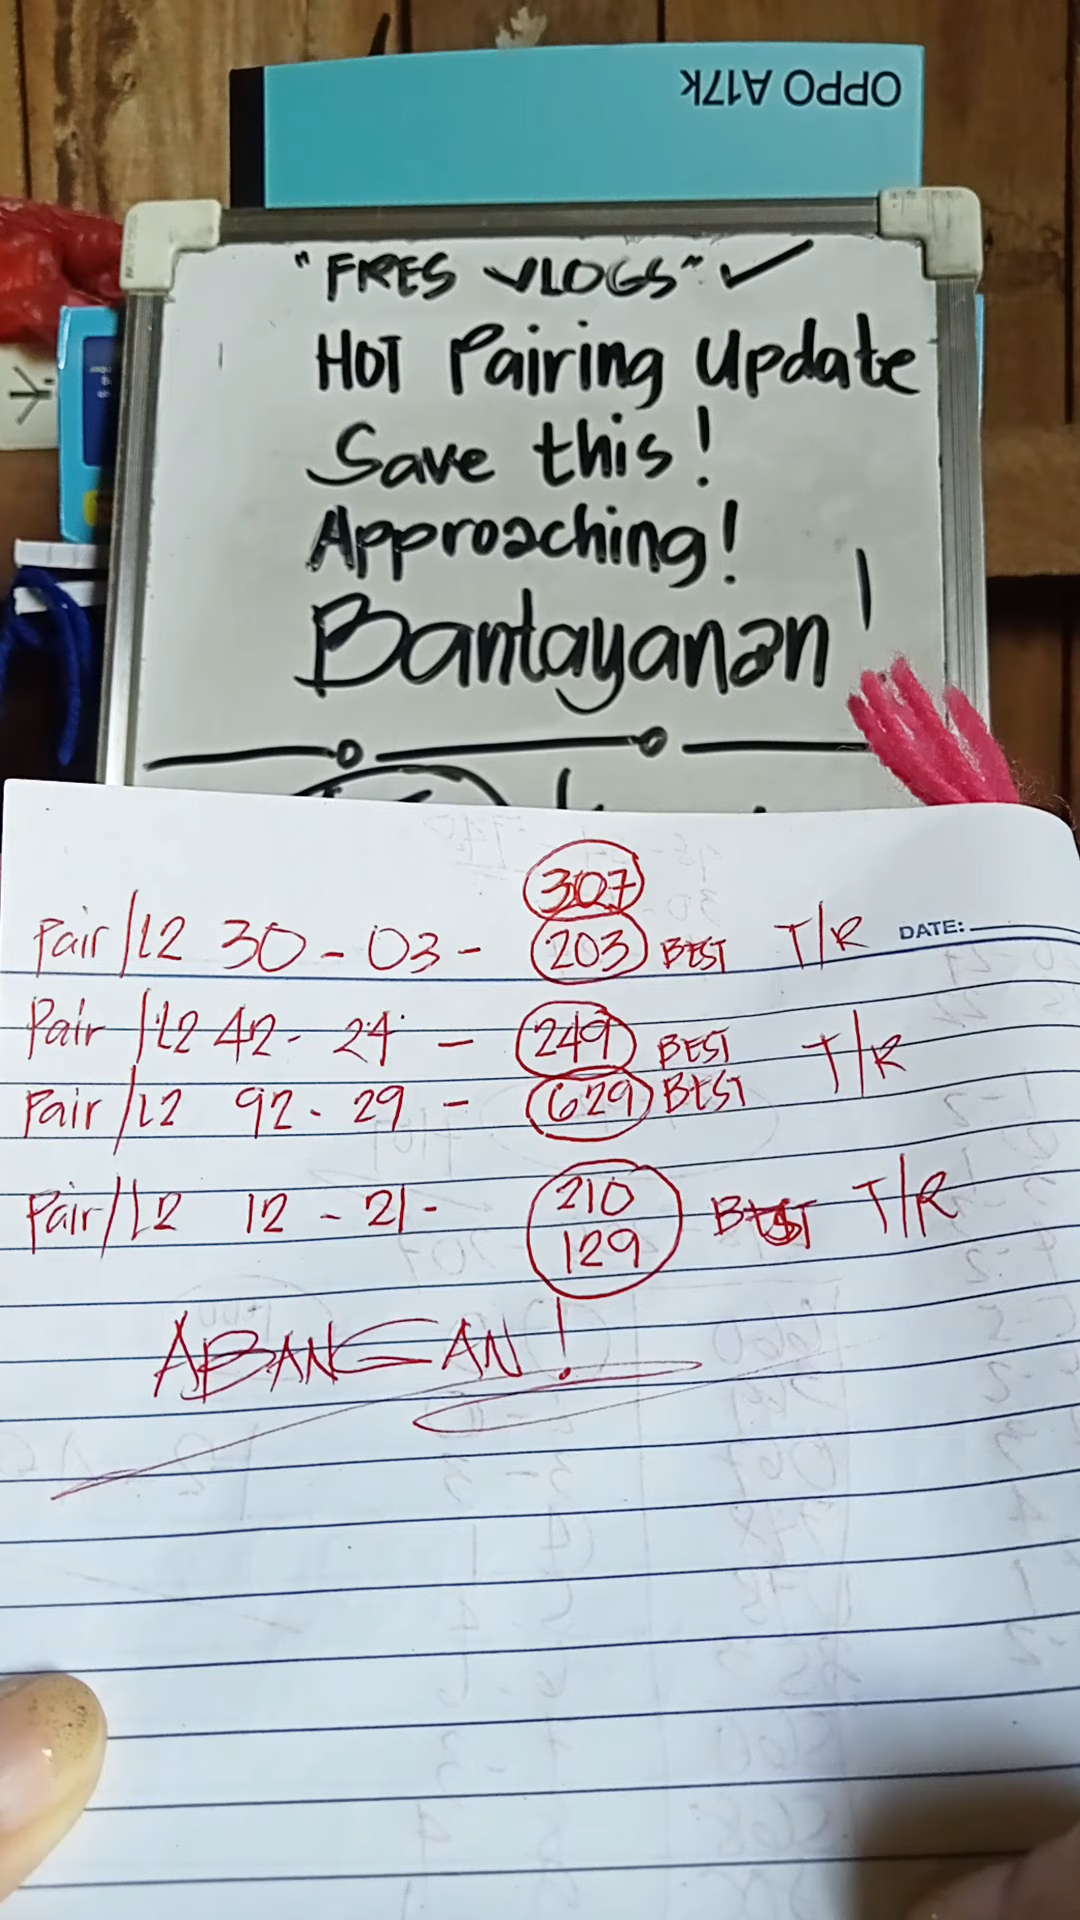 OPPO A17k
"FIRES VLOGS" ✓
HOT Pairing Update
Save this!
Approaching!
Bantayanan!
307
Pair/L2 30 - 03 - 203 BEST T/R DATE:
Pair/L2 42 - 24 - 249 BEST T/R
Pair/L2 92 - 29 - 629 BEST
Pair/L2 12 - 21 - 210 BEST T/R
129
ABANGAN!